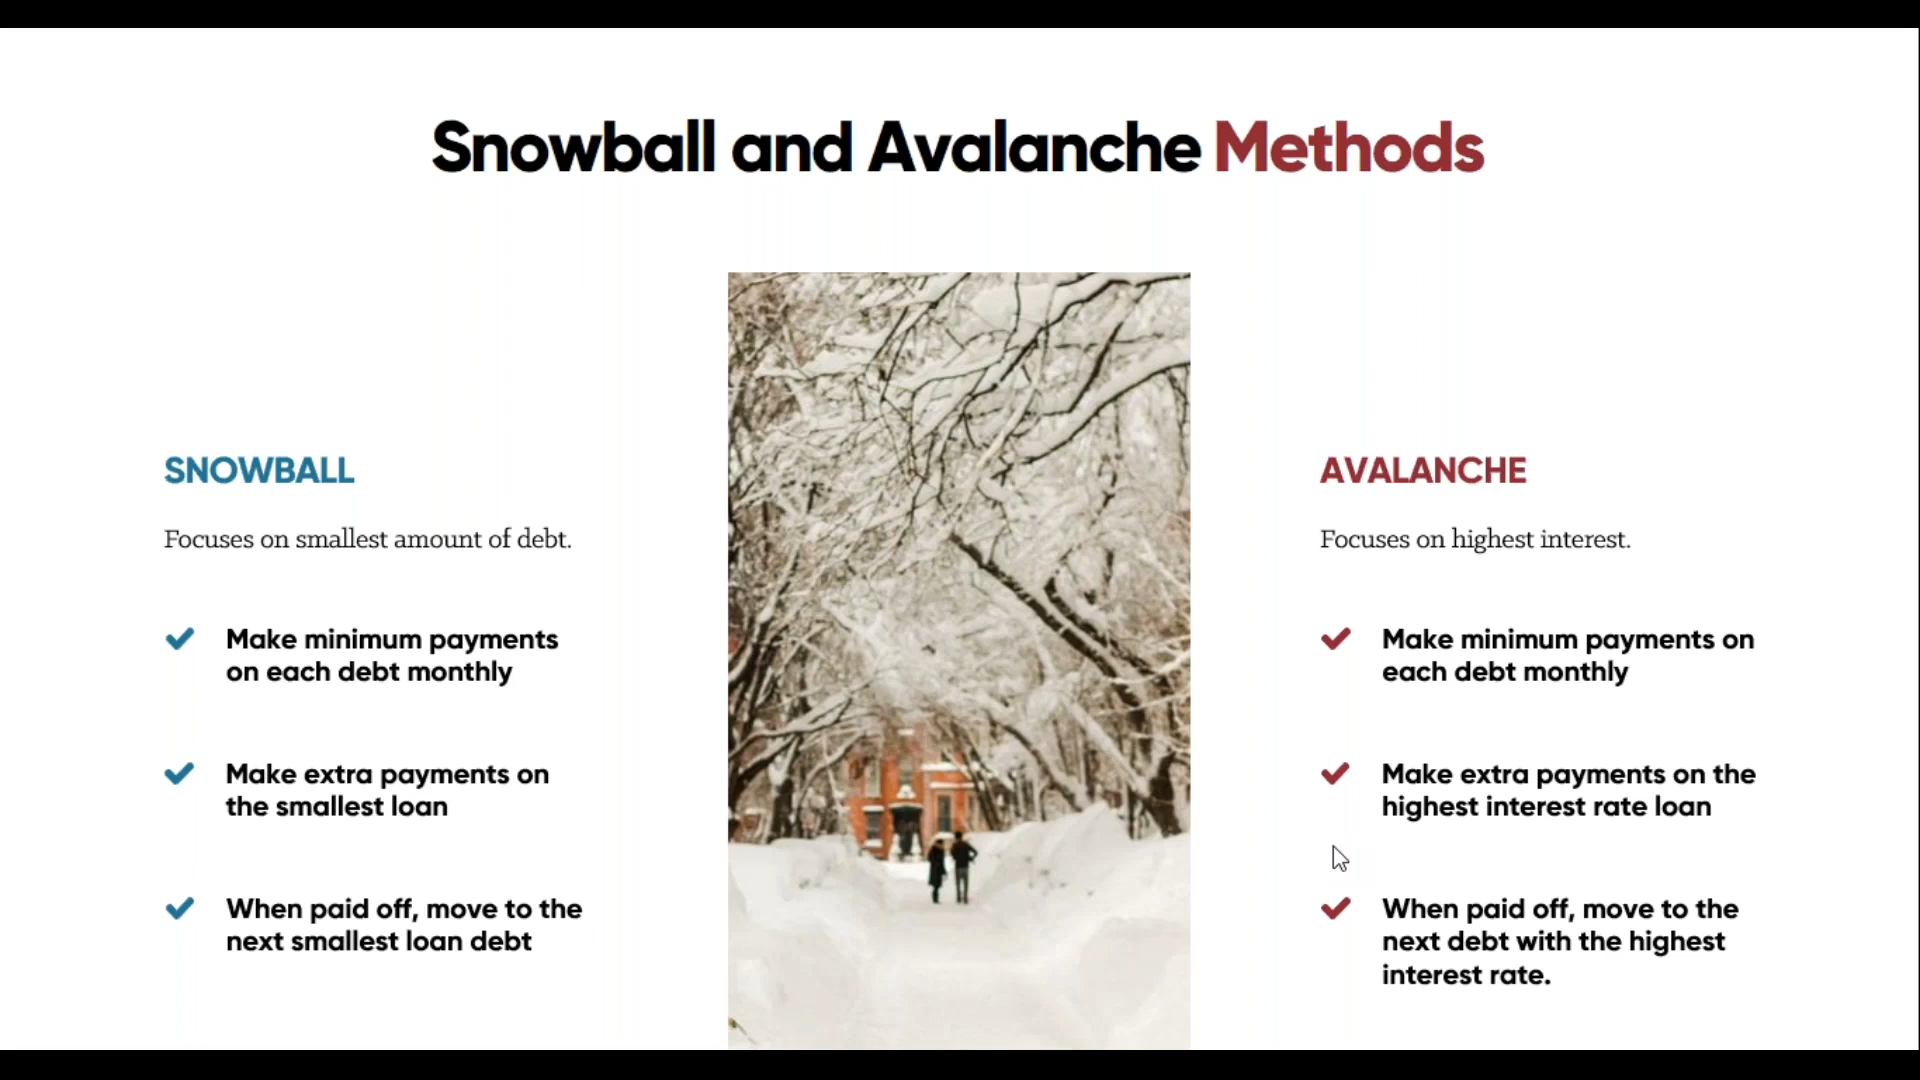 Snowball and Avalanche Methods
SNOWBALL
Focuses on smallest amount of debt.
Make minimum payments
on each debt monthly
Make extra payments on
the smallest loan
When paid off, move to the
next smallest loan debt
AVALANCHE
Focuses on highest interest.
Make minimum payments on
each debt monthly
Make extra payments on the
highest interest rate loan
When paid off, move to the
next debt with the highest
interest rate.